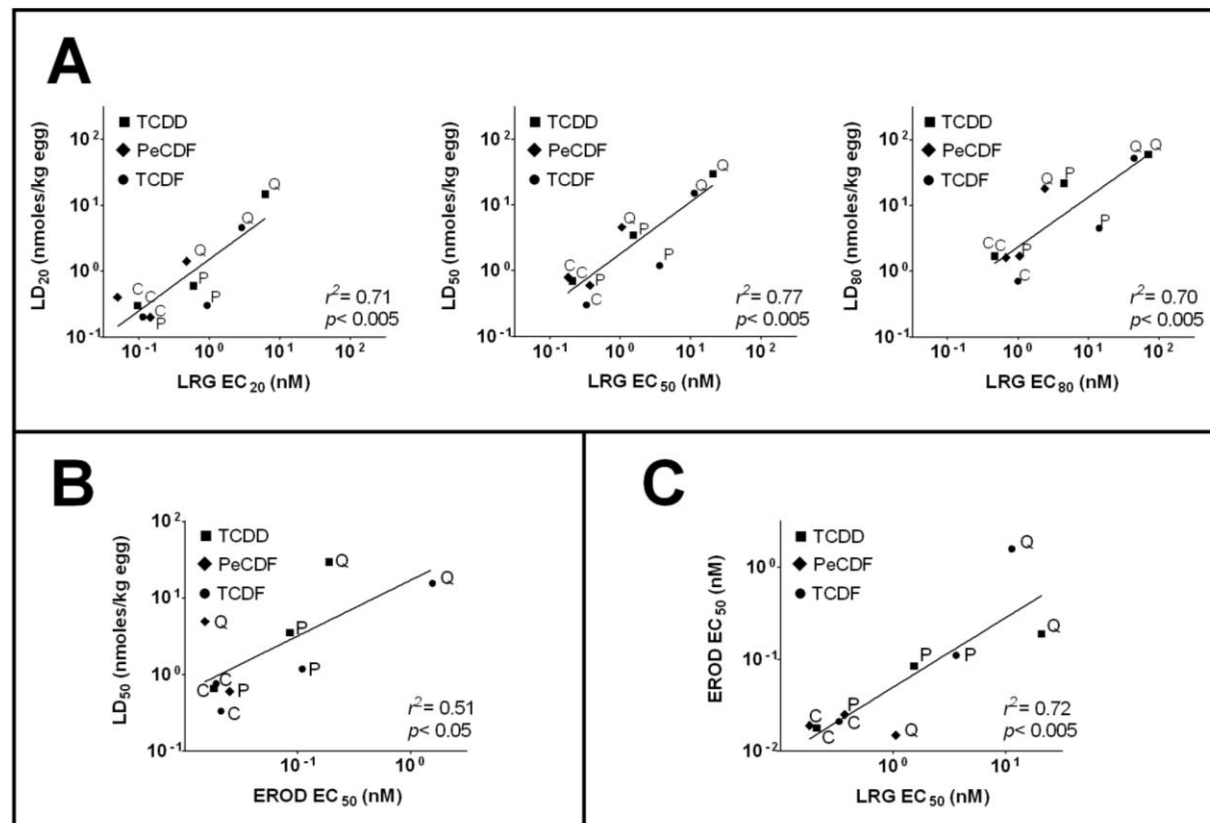 A
TCDD
PeCDF
TCDF
LD20 (nmoles/kg egg)
10^2
10^1
10^0
10^-1
Q
Q
Q
P
P
C
C
C
P
r^2= 0.71
p< 0.005
10^-1 10^0 10^1 10^2
LRG EC20 (nM)
TCDD
PeCDF
TCDF
LD50 (nmoles/kg egg)
10^2
10^1
10^0
10^-1
Q
Q
Q
P
P
C
C
P
C
r^2= 0.77
p< 0.005
10^-1 10^0 10^1 10^2
LRG EC50 (nM)
TCDD
PeCDF
TCDF
LD80 (nmoles/kg egg)
10^2
10^1
10^0
10^-1
Q Q
Q P
P
C C P
C
r^2= 0.70
p< 0.005
10^-1 10^0 10^1 10^2
LRG EC80 (nM)
B
TCDD
PeCDF
TCDF
LD50 (nmoles/kg egg)
10^2
10^1
10^0
10^-1
Q
Q
Q
P
P
C C P
C
r^2= 0.51
p< 0.05
10^-1 10^0
EROD EC50 (nM)
C
TCDD
PeCDF
TCDF
EROD EC50 (nM)
10^0
10^-1
10^-2
Q
Q
P P
P
C C
C
Q
r^2= 0.72
p< 0.005
10^0 10^1
LRG EC50 (nM)